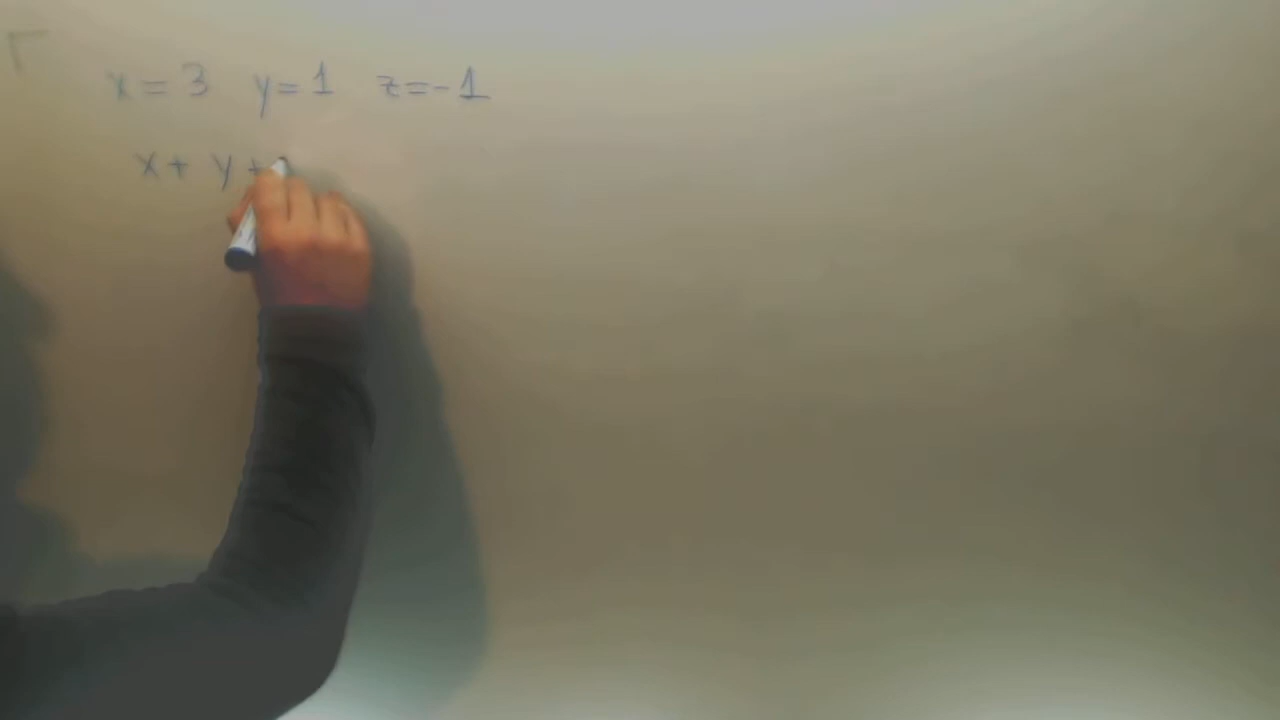 x = 3 y = 1 z = - 1
x + y +